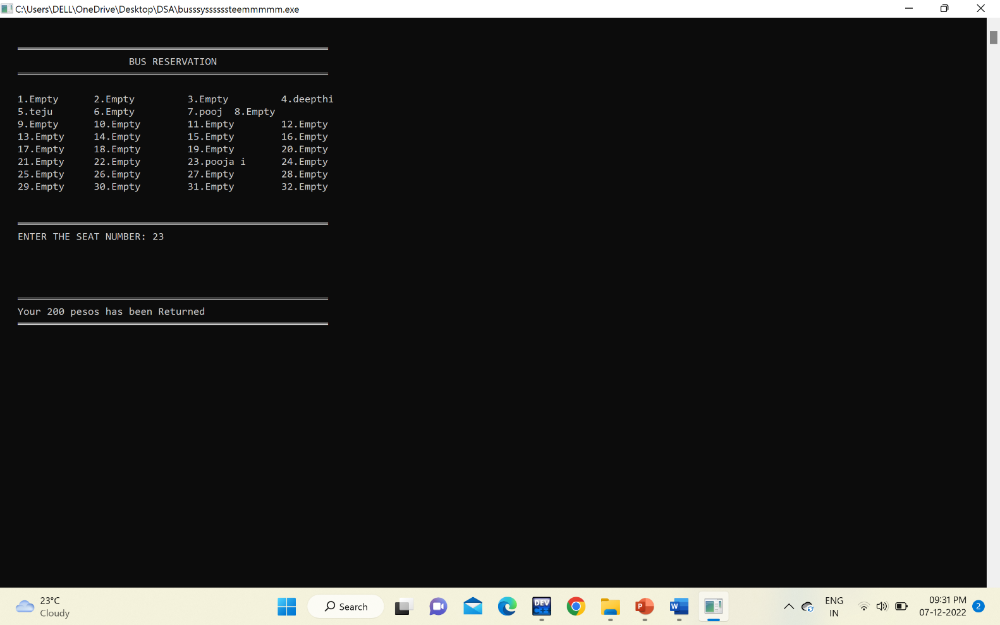 C:\Users\DELL\OneDrive\Desktop\DSA\busssyssssssteemmmmm.exe
BUS RESERVATION
1.Empty 2.Empty 3.Empty 4.deepthi
5.teju 6.Empty 7.pooj 8.Empty
9.Empty 10.Empty 11.Empty 12.Empty
13.Empty 14.Empty 15.Empty 16.Empty
17.Empty 18.Empty 19.Empty 20.Empty
21.Empty 22.Empty 23.pooja i 24.Empty
25.Empty 26.Empty 27.Empty 28.Empty
29.Empty 30.Empty 31.Empty 32.Empty
ENTER THE SEAT NUMBER: 23
Your 200 pesos has been Returned
23°C
Cloudy
Search
DEV
C++
P
W
ENG
IN
09:31 PM
07-12-2022
2